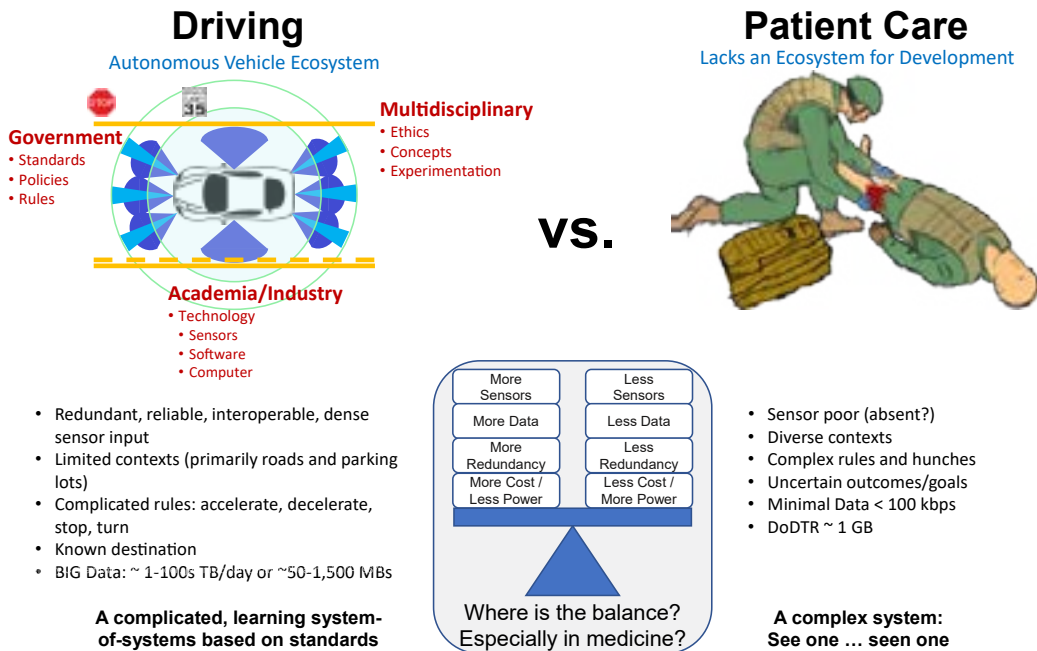 Driving
Autonomous Vehicle Ecosystem
STOP
35
Government
• Standards
• Policies
• Rules
Multidisciplinary
• Ethics
• Concepts
• Experimentation
Academia/Industry
• Technology
• Sensors
• Software
• Computer
vs.
Patient Care
Lacks an Ecosystem for Development
• Redundant, reliable, interoperable, dense
sensor input
• Limited contexts (primarily roads and parking
lots)
• Complicated rules: accelerate, decelerate,
stop, turn
• Known destination
• BIG Data: ~ 1-100s TB/day or ~50-1,500 MBs
A complicated, learning system-
of-systems based on standards
More
Sensors
More Data
More
Redundancy
More Cost /
Less Power
Less
Sensors
Less Data
Less
Redundancy
Less Cost /
More Power
Where is the balance?
Especially in medicine?
• Sensor poor (absent?)
• Diverse contexts
• Complex rules and hunches
• Uncertain outcomes/goals
• Minimal Data < 100 kbps
• DoDTR ~ 1 GB
A complex system:
See one … seen one